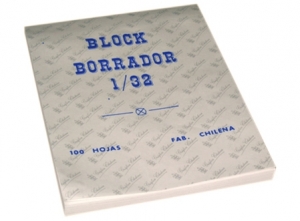 BLOCK
BORRADOR
1/32
100 HOJAS FAB. CHILENA